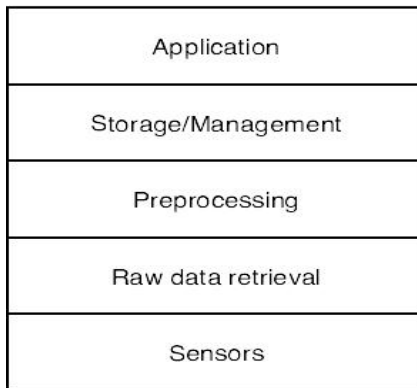 Application
Storage/Management
Preprocessing
Raw data retrieval
Sensors